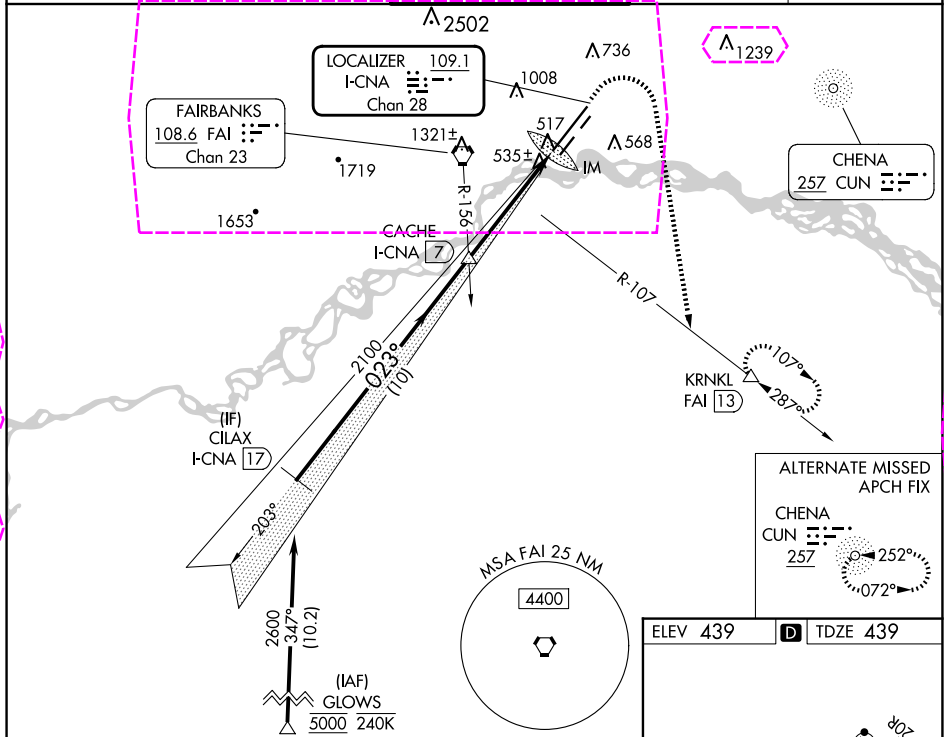 2502
736
1239
LOCALIZER 109.1
I-CNA
Chan 28
1008
FAIRBANKS
108.6 FAI
Chan 23
1321±
517
535±
568
IM
CHENA
257 CUN
1719
1653
R-156
CACHE
I-CNA 7
R-107
2100
023°
(10)
KRNKL
FAI 13
107°
287°
(IF)
CILAX
I-CNA 17
203°
ALTERNATE MISSED
APCH FIX
CHENA
CUN
257
252°
072°
MSA FAI 25 NM
4400
2600
347°
(10.2)
(IAF)
GLOWS
5000 240K
ELEV 439
D
TDZE 439
20R